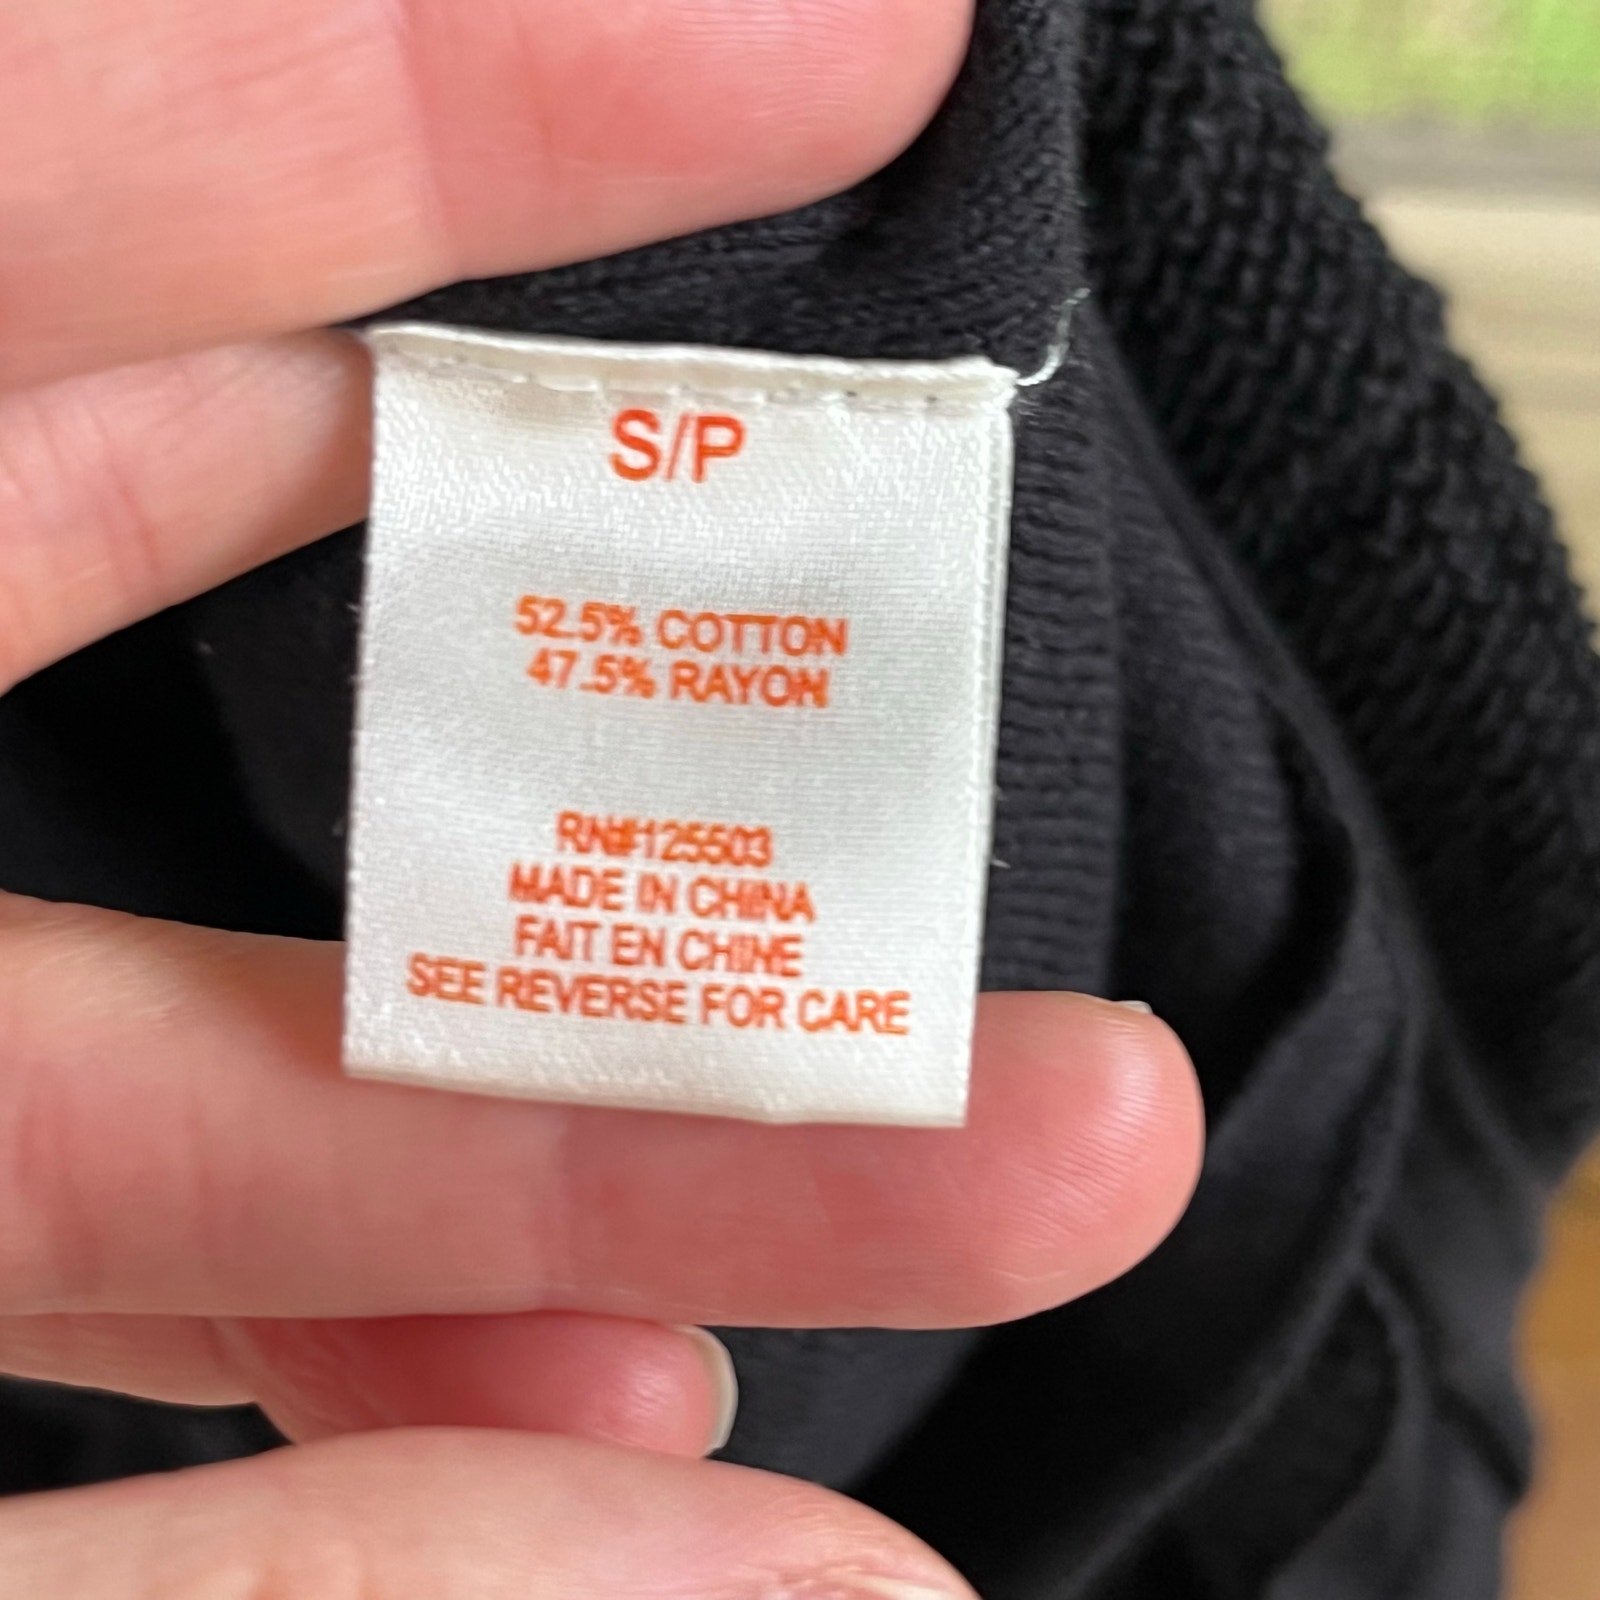 S/P
52.5% COTTON
47.5% RAYON
RN#125503
MADE IN CHINA
FAIT EN CHINE
SEE REVERSE FOR CARE